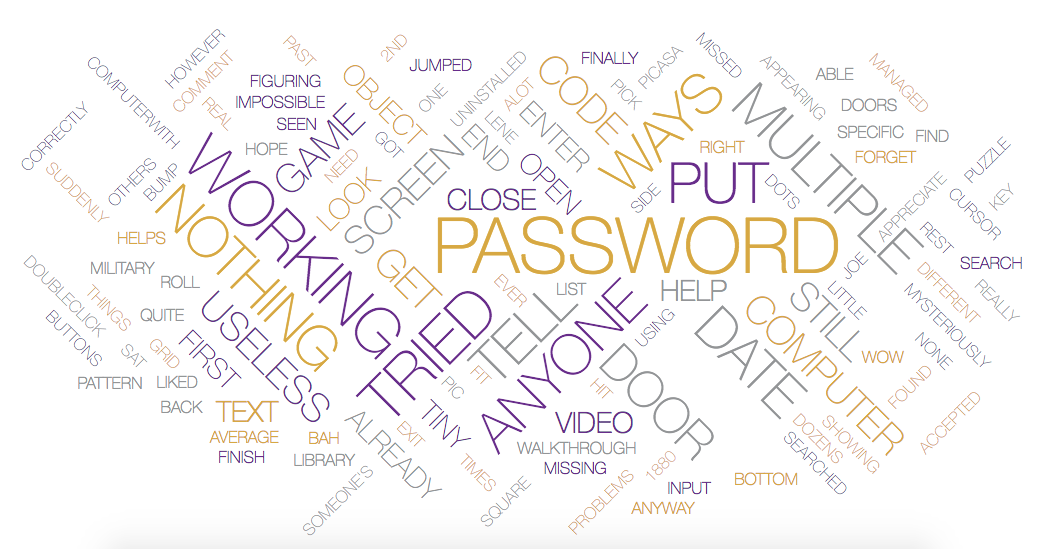 HOWEVER
PAST
2ND
JUMPED
FINALLY
PICASA
MISSED
APPEARING
ABLE
MANAGED
COMPUTERWITH
COMMENT
REAL
FIGURING
IMPOSSIBLE
SEEN
OBJECT
ONE
UNINSTALLED
ALOT
LENE
CODE
PICK
WAYS
MULTIPLE
DOORS
SPECIFIC
FIND
FORGET
CORRECTLY
SUDDENLY
OTHERS
BUMP
HOPE
GAME
GOT
NEED
LOOK
SCREEN
END
ENTER
OPEN
SIDE
RIGHT
PUT
DOTS
APPRECIATE
PUZZLE
KEY
CURSOR
REST
WORKING
NOTHING
CLOSE
PASSWORD
JOE
SEARCH
HELPS
MILITARY
ROLL
DOUBLECLICK
THINGS
BUTTONS
QUITE
GET
EVER
LIST
HELP
LITTLE
DIFFERENT
REALLY
MYSTERIOUSLY
NONE
USELESS
FIRST
GRID
SAT
TRIED
TELL
ANYONE
USING
DATE
STILL
COMPUTER
WOW
FOUND
PATTERN
LIKED
BACK
TEXT
PIC
FIT
HIT
DOOR
ACCEPTED
AVERAGE
FINISH
BAH
LIBRARY
ALREADY
EXIT
TINY
VIDEO
WALKTHROUGH
MISSING
SHOWING
DOZENS
SEARCHED
SOMEONE'S
TIMES
SQUARE
PROBLEMS
1880
INPUT
ANYWAY
BOTTOM